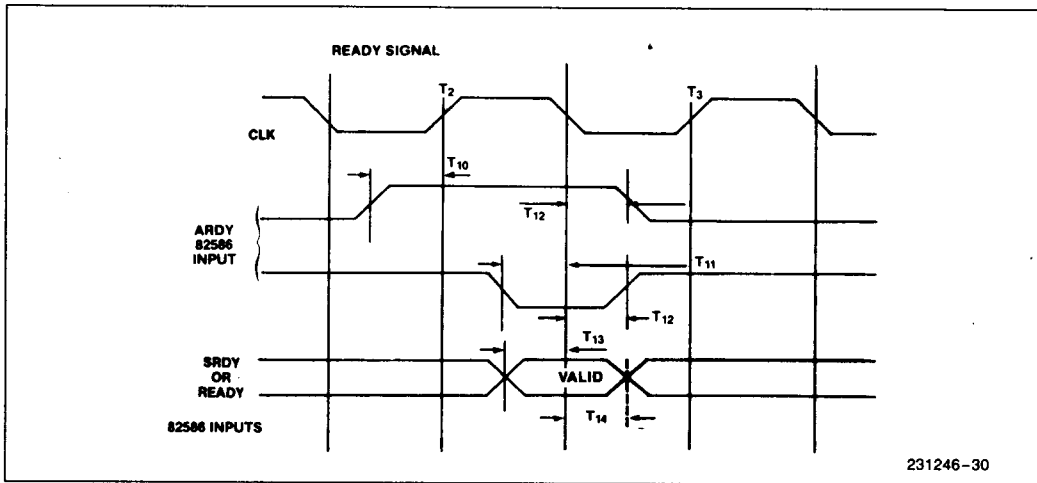 READY SIGNAL
T2
T3
CLK
T10
T12
ARDY
82586
INPUT
T11
T12
T13
SRDY
OR
READY
VALID
T14
82586 INPUTS
231246-30